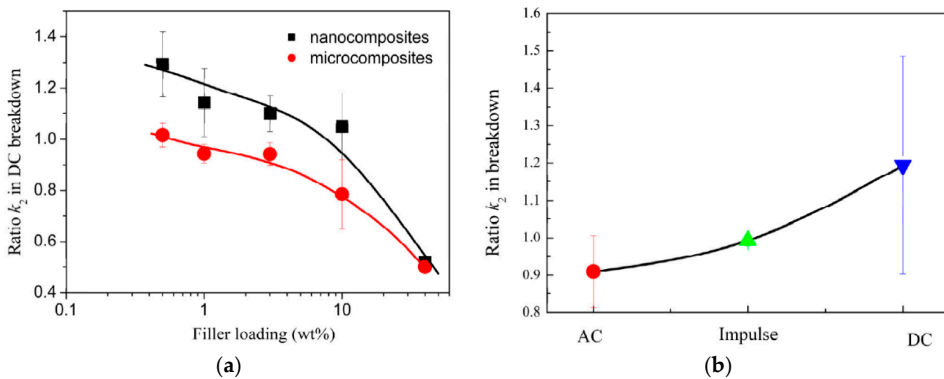 1.4
1.2
1.0
0.8
0.6
0.4
Ratio k2 in DC breakdown
nanocomposites
microcomposites
0.1
1
10
Filler loading (wt%)
(a)
1.6
1.5
1.4
1.3
1.2
1.1
1.0
0.9
0.8
Ratio k2 in breakdown
AC
Impulse
DC
(b)